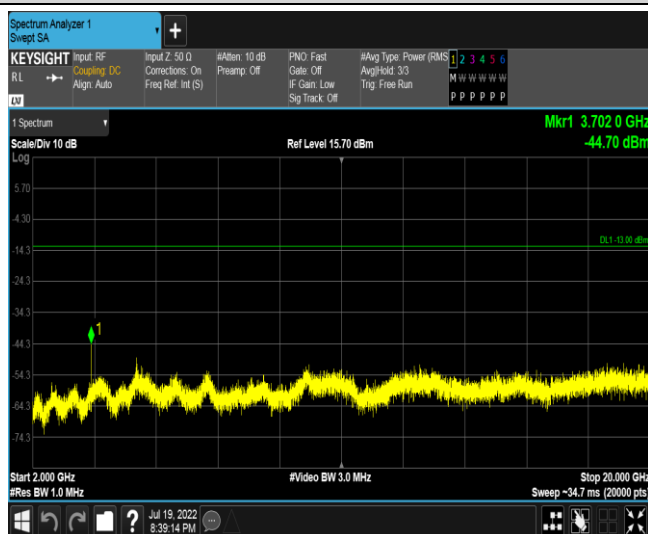 Spectrum Analyzer 1
Swept SA
+
KEYSIGHT
RL
LXI
Input: RF
Coupling: DC
Align: Auto
Input Z: 50 Ω
Corrections: On
Freq Ref: Int (S)
#Atten: 10 dB
Preamp: Off
PNO: Fast
Gate: Off
IF Gain: Low
Sig Track: Off
#Avg Type: Power (RMS
Avg|Hold: 3/3
Trig: Free Run
1 2 3 4 5 6
M W W W W W
P P P P P P
1 Spectrum
Mkr1 3.702 0 GHz
Scale/Div 10 dB
Ref Level 15.70 dBm
-44.70 dBm
Log
5.70
-4.30
DL1 -13.00 dBm
-14.3
-24.3
-34.3
1
-44.3
-54.3
-64.3
-74.3
Start 2.000 GHz
#Video BW 3.0 MHz
Stop 20.000 GHz
#Res BW 1.0 MHz
Sweep ~34.7 ms (20000 pts)
?
Jul 19, 2022
8:39:14 PM